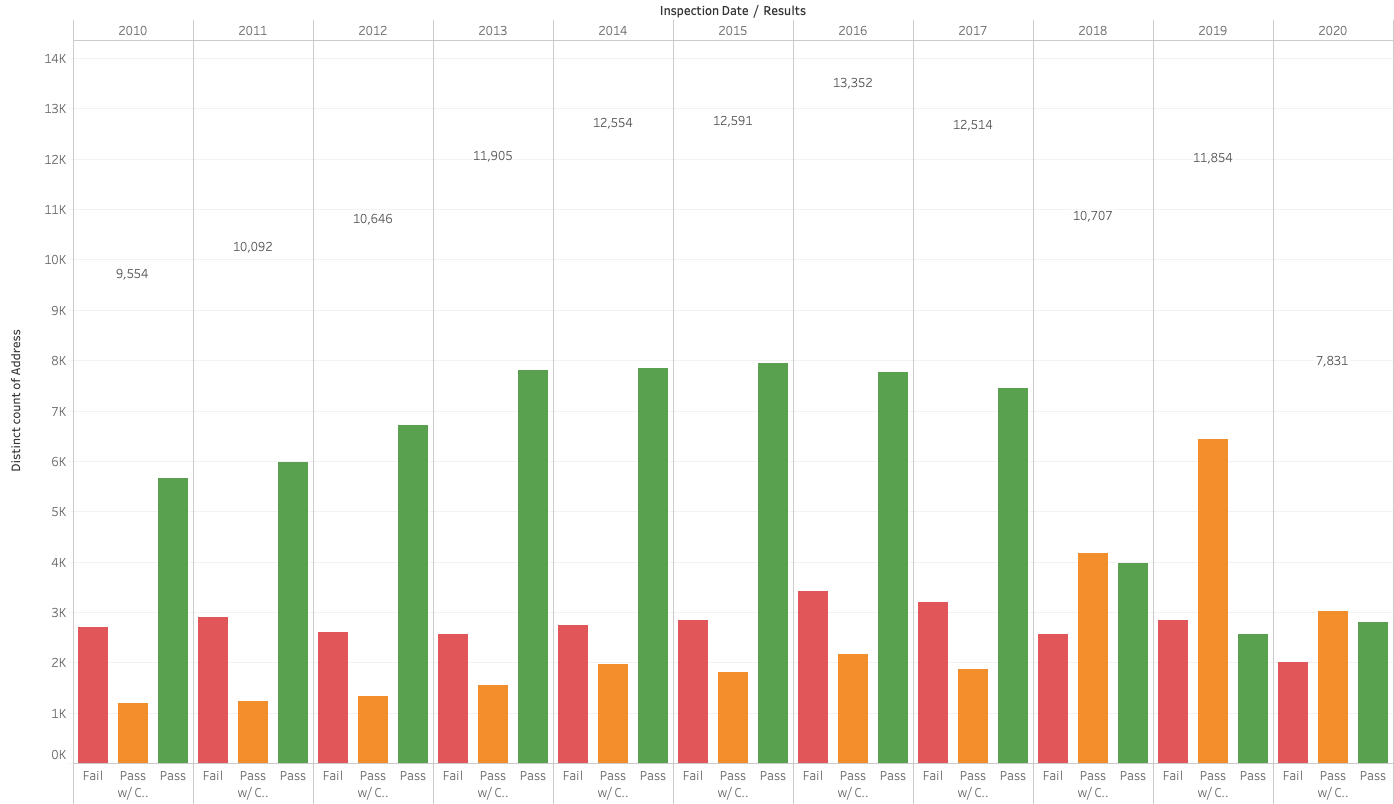 Inspection Date / Results
2010 2011 2012 2013 2014 2015 2016 2017 2018 2019 2020
14K
13,352
13K
12,554 12,591 12,514
11,905 11,854
12K
11K
10,646 10,707
10,092
10K
9,554
9K
8K
7,831
7K
6K
5K
4K
3K
2K
1K
0K
Distinct count of Address
Fail Pass Pass Fail Pass Pass Fail Pass Pass Fail Pass Pass Fail Pass Pass Fail Pass Pass Fail Pass Pass Fail Pass Pass Fail Pass Pass Fail Pass Pass Fail Pass Pass
w/ C.. w/ C.. w/ C.. w/ C.. w/ C.. w/ C.. w/ C.. w/ C.. w/ C.. w/ C.. w/ C..